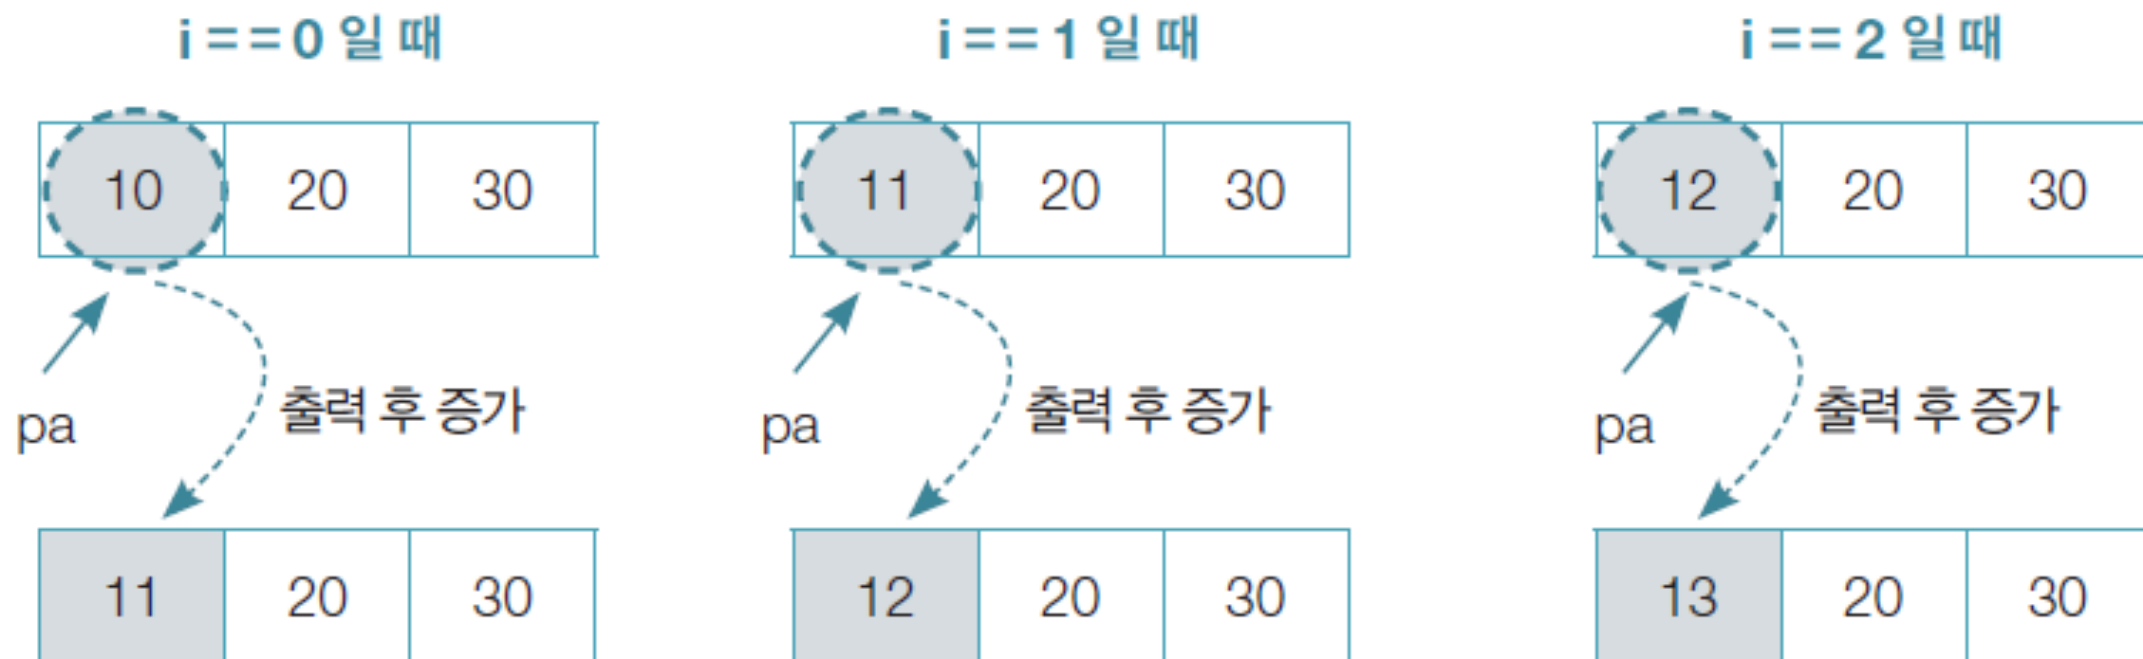 i == 0 일 때
i == 1 일 때
i == 2 일 때
10 20 30
11 20 30
12 20 30
pa 출력 후 증가
pa 출력 후 증가
pa 출력 후 증가
11 20 30
12 20 30
13 20 30